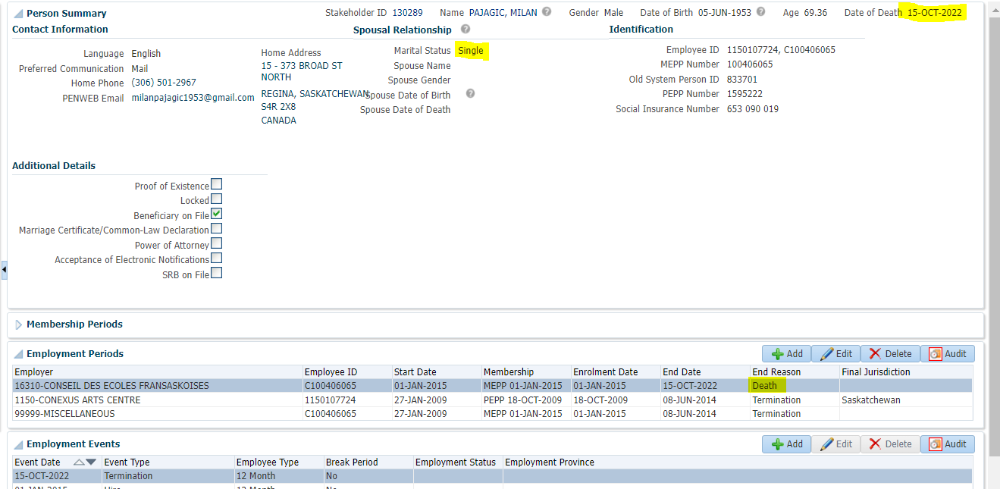 Person Summary Stakeholder ID 130289 Name PAJAGIC, MILAN Gender Male Date of Birth 05-JUN-1953 Age 69.36 Date of Death 15-OCT-2022
Contact Information Spousal Relationship Identification
Language English Home Address Marital Status Single Employee ID 1150107724, C100406065
Preferred Communication Mail 15 - 373 BROAD ST NORTH Spouse Name MEPP Number 100406065
Home Phone (306) 501-2967 Spouse Gender Old System Person ID 833701
PENWEB Email milanpajagic1953@gmail.com REGINA, SASKATCHEWAN Spouse Date of Birth PEPP Number 1595222
S4R 2X8 Spouse Date of Death Social Insurance Number 653 090 019
CANADA
Additional Details
Proof of Existence
Locked
Beneficiary on File
Marriage Certificate/Common-Law Declaration
Power of Attorney
Acceptance of Electronic Notifications
SRB on File
Membership Periods
Employment Periods Add Edit Delete Audit
Employer Employee ID Start Date Membership Enrolment Date End Date End Reason Final Jurisdiction
16310-CONSEIL DES ECOLES FRANSASKOISES C100406065 01-JAN-2015 MEPP 01-JAN-2015 01-JAN-2015 15-OCT-2022 Death
1150-CONEXUS ARTS CENTRE 1150107724 27-JAN-2009 PEPP 18-OCT-2009 18-OCT-2009 08-JUN-2014 Termination Saskatchewan
99999-MISCELLANEOUS C100406065 27-JAN-2009 MEPP 01-JAN-2015 01-JAN-2015 08-JUN-2014 Termination
Employment Events Add Edit Delete Audit
Event Date Event Type Employee Type Break Period Employment Status Employment Province
15-OCT-2022 Termination 12 Month No